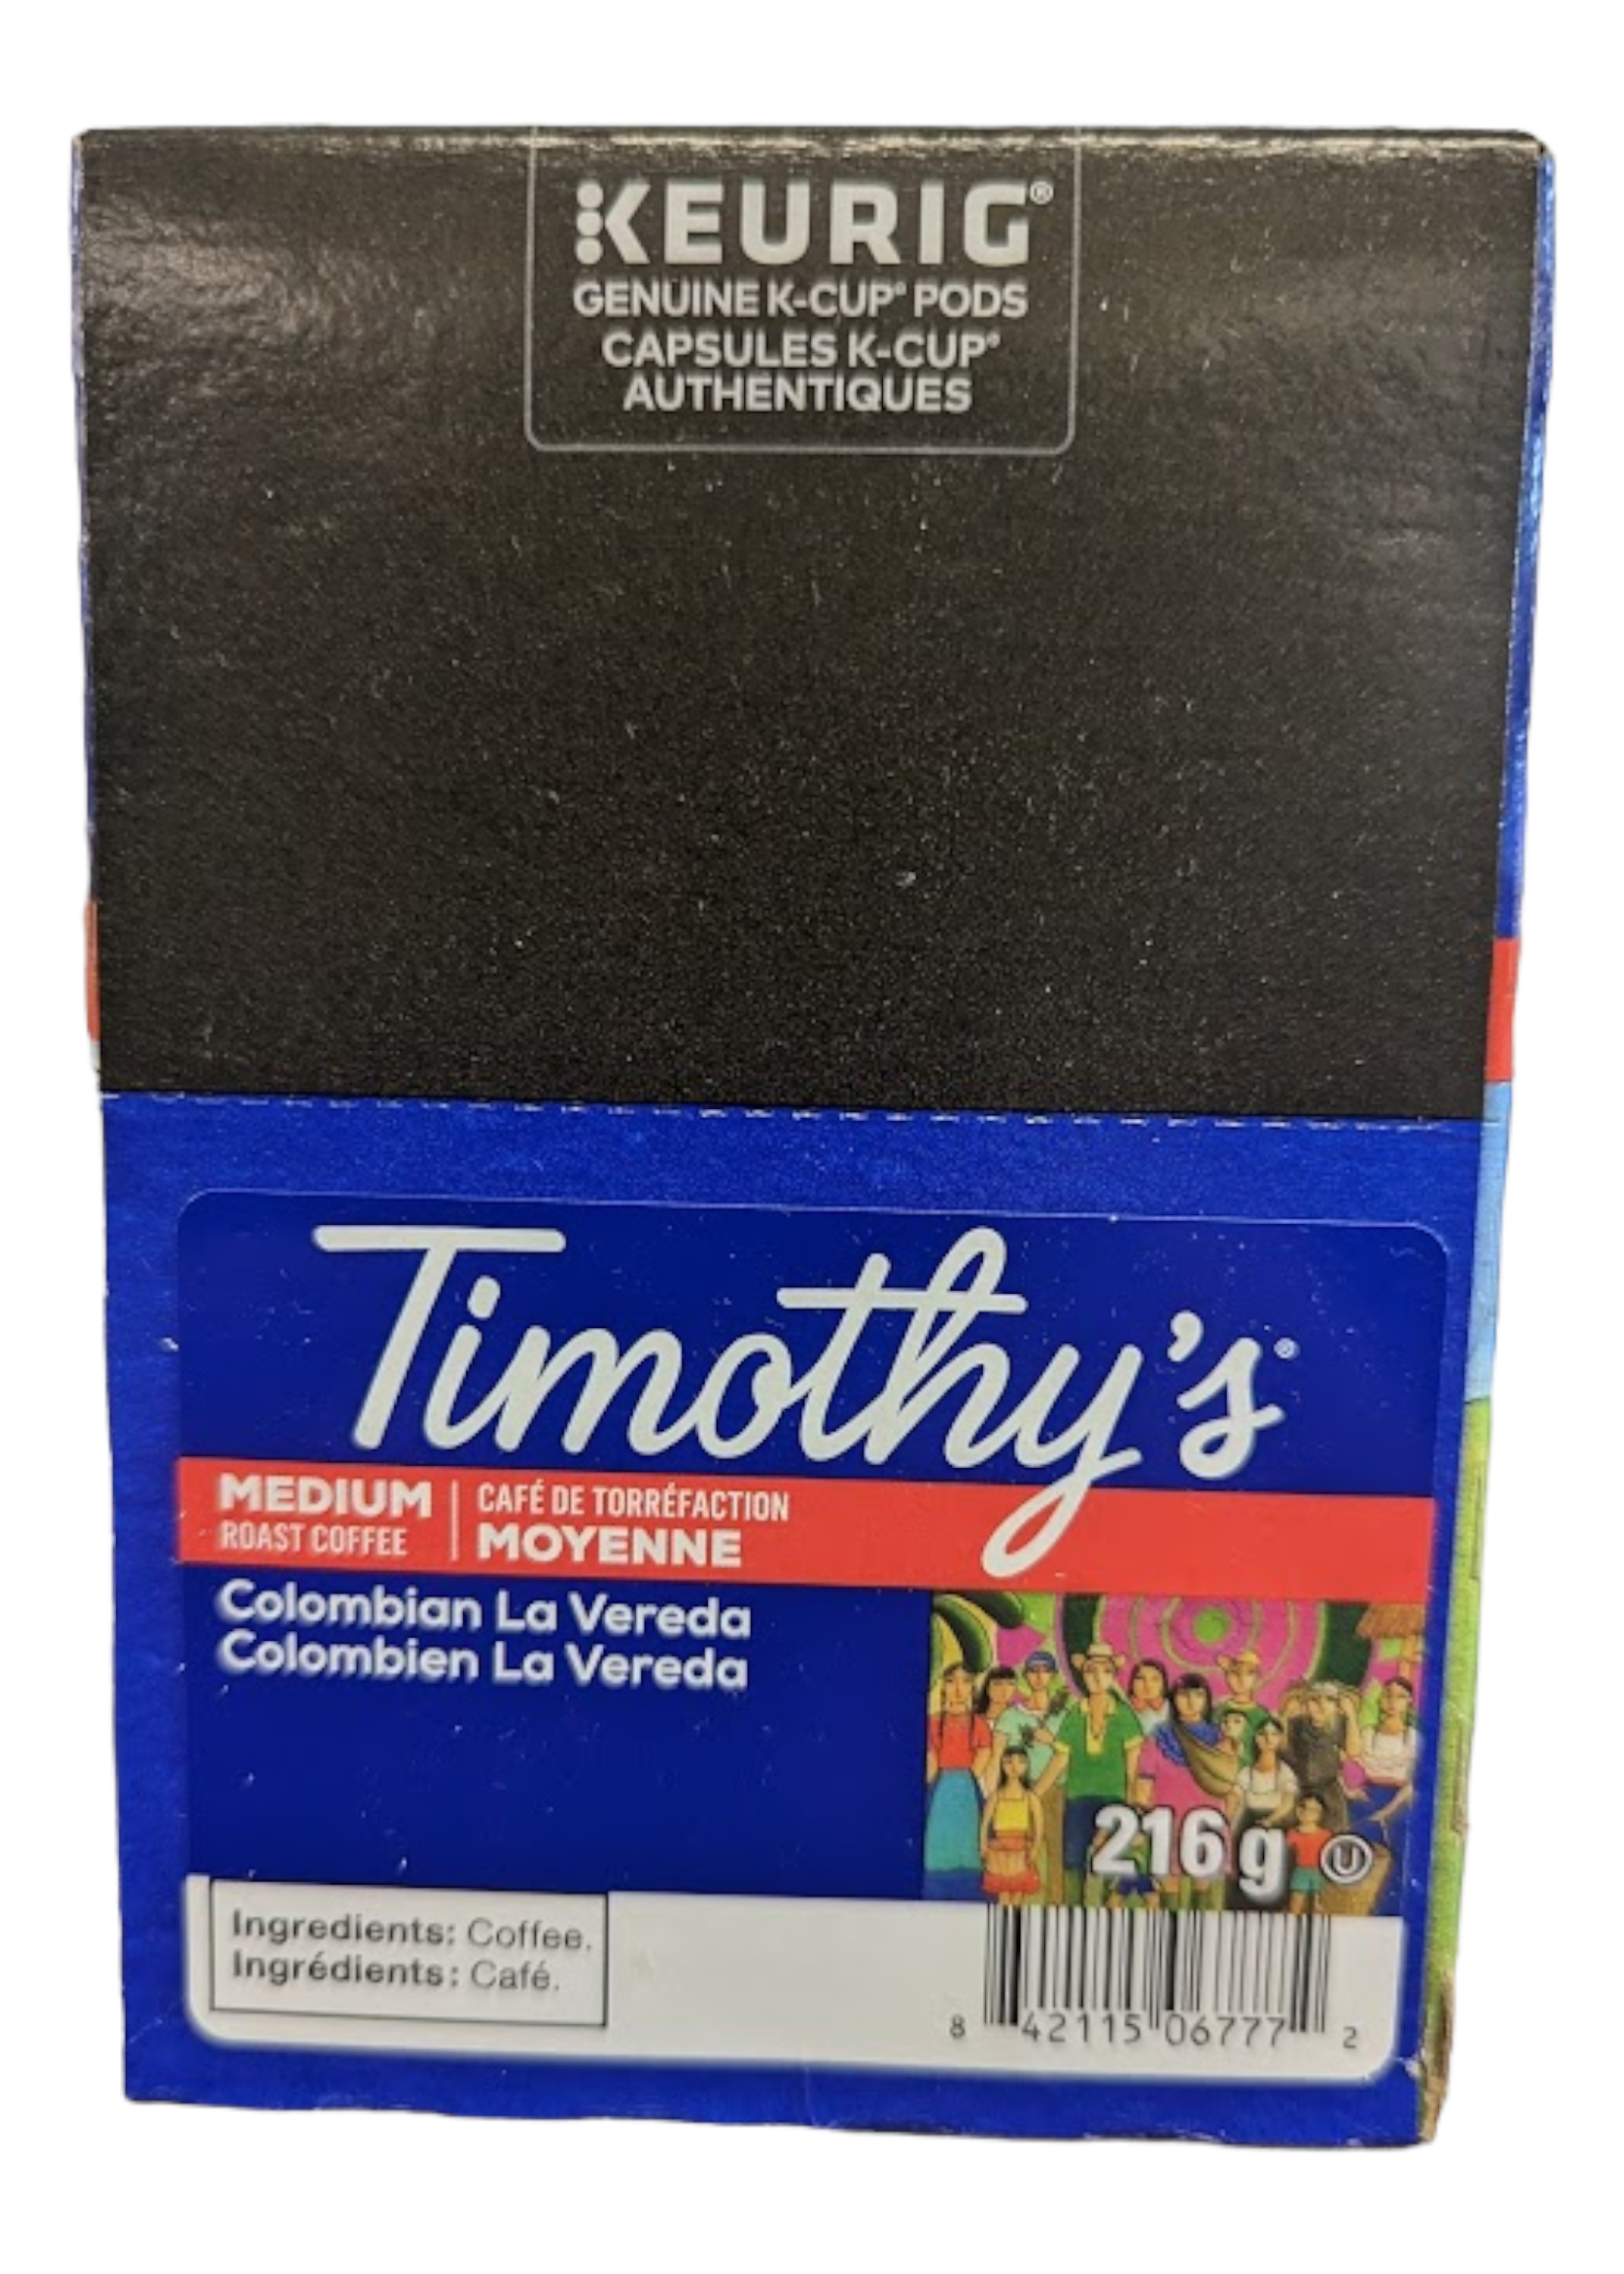 KEURIG®
GENUINE K-CUP® PODS
CAPSULES K-CUP®
AUTHENTIQUES
Timothy's®
MEDIUM
ROAST COFFEE
CAFÉ DE TORRÉFACTION
MOYENNE
Colombian La Vereda
Colombien La Vereda
216 g
U
Ingredients: Coffee.
Ingrédients: Café.
8 42115 06777 2